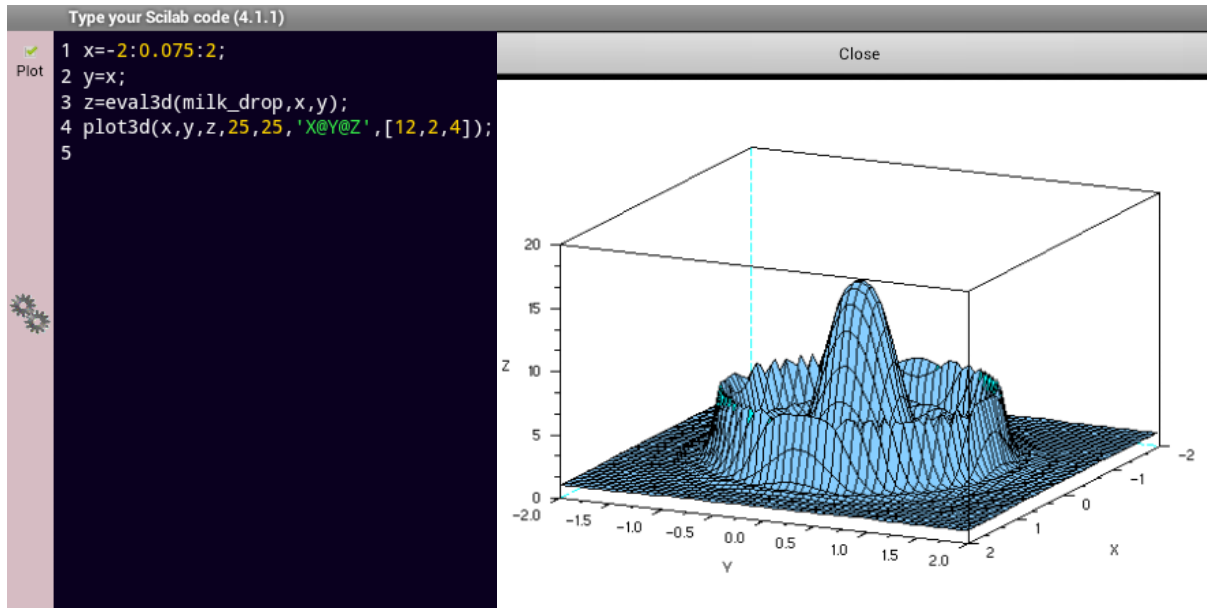 Type your Scilab code (4.1.1)
Plot
1 x=-2:0.075:2;
2 y=x;
3 z=eval3d(milk_drop,x,y);
4 plot3d(x,y,z,25,25,'X@Y@Z',[12,2,4]);
5
Close
20
15
Z
10
5
0
-2.0
-1.5
-1.0
-0.5
0.0
0.5
1.0
1.5
2.0
Y
2
1
0
-1
-2
X